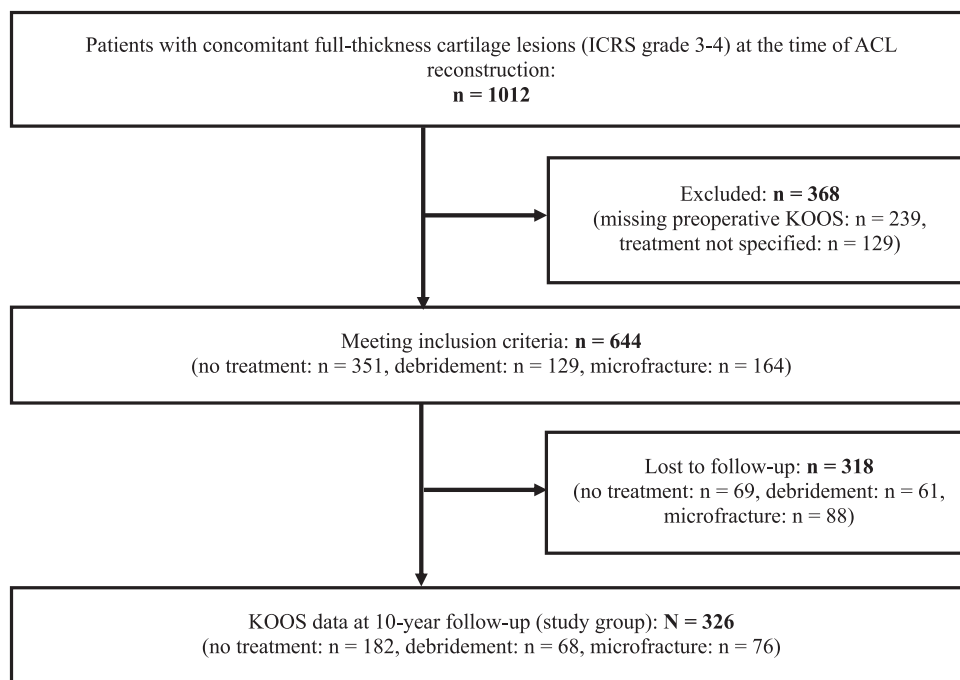 Patients with concomitant full-thickness cartilage lesions (ICRS grade 3-4) at the time of ACL
reconstruction:
n = 1012
Excluded: n = 368
(missing preoperative KOOS: n = 239,
treatment not specified: n = 129)
Meeting inclusion criteria: n = 644
(no treatment: n = 351, debridement: n = 129, microfracture: n = 164)
Lost to follow-up: n = 318
(no treatment: n = 69, debridement: n = 61,
microfracture: n = 88)
KOOS data at 10-year follow-up (study group): N = 326
(no treatment: n = 182, debridement: n = 68, microfracture: n = 76)